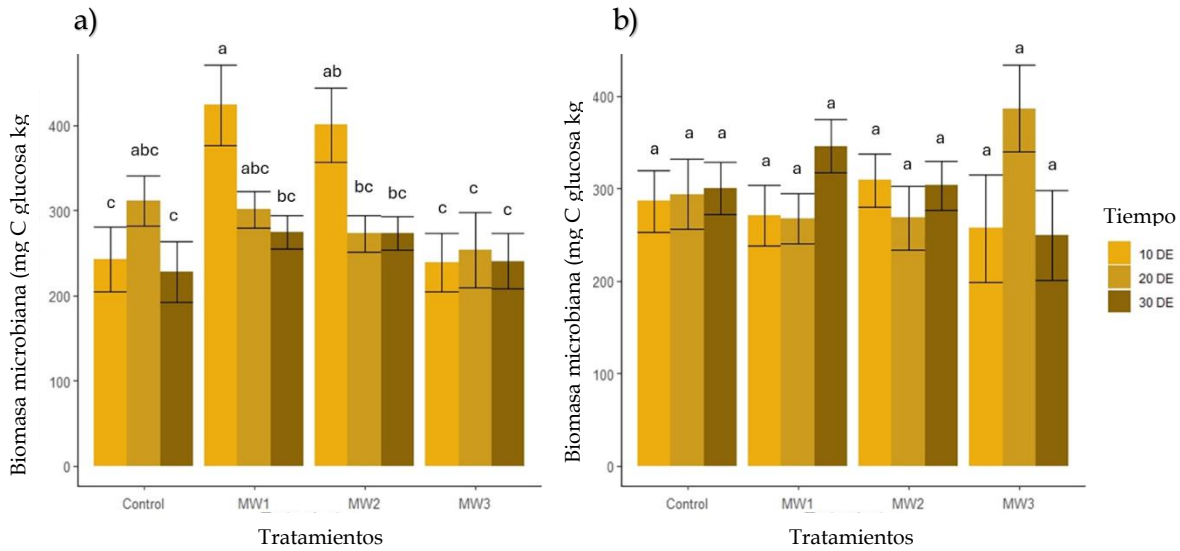 a)
Biomasa microbiana (mg C glucosa kg
400
300
200
100
0
c
abc
c
a
abc
bc
ab
bc
bc
c
c
c
Control
MW1
MW2
MW3
Tratamientos
b)
Biomasa microbiana (mg C glucosa kg
400
300
200
100
0
a
a
a
a
a
a
a
a
a
a
a
a
Control
MW1
MW2
MW3
Tratamientos
Tiempo
10 DE
20 DE
30 DE